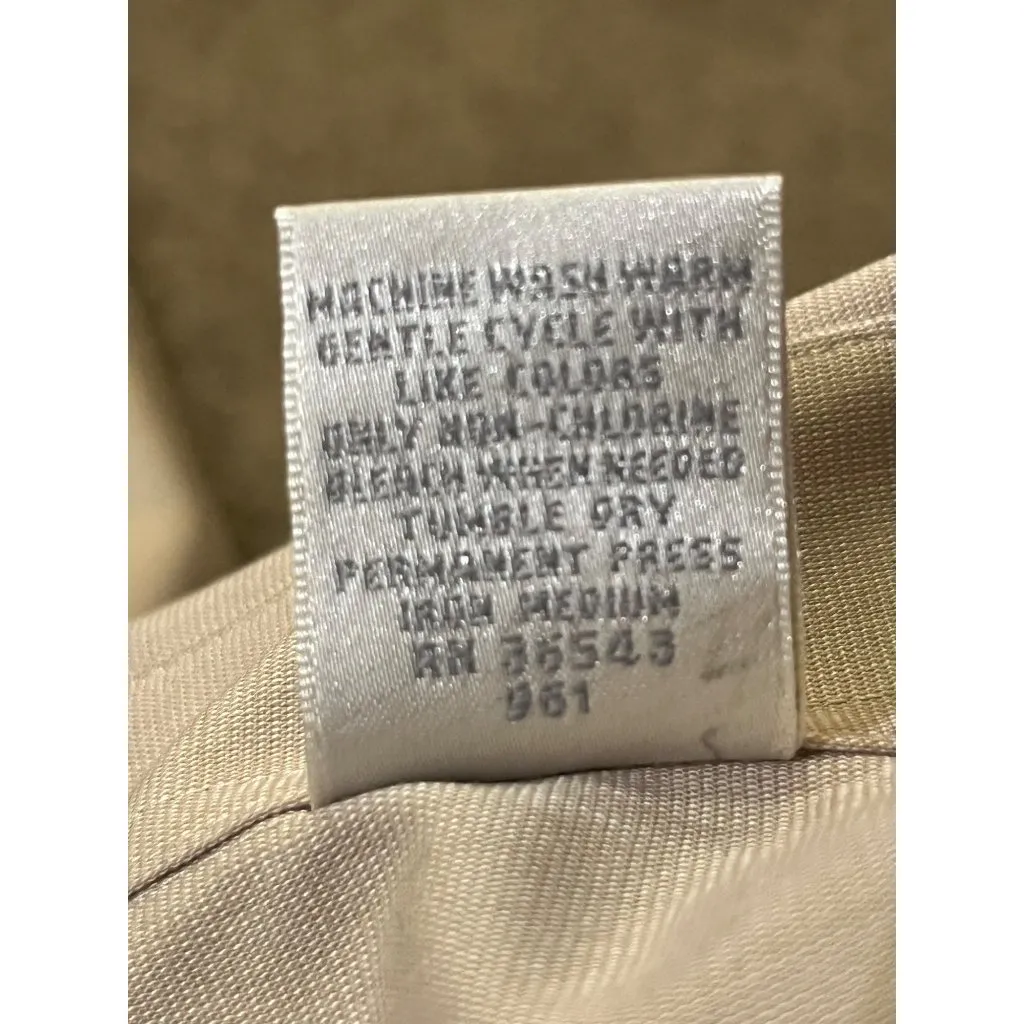 MACHINE WASH WARM
GENTLE CYCLE WITH
LIKE COLORS
ONLY NON-CHLORINE
BLEACH WHEN NEEDED
TUMBLE DRY
PERMANENT PRESS
IRON MEDIUM
RN 36543
961